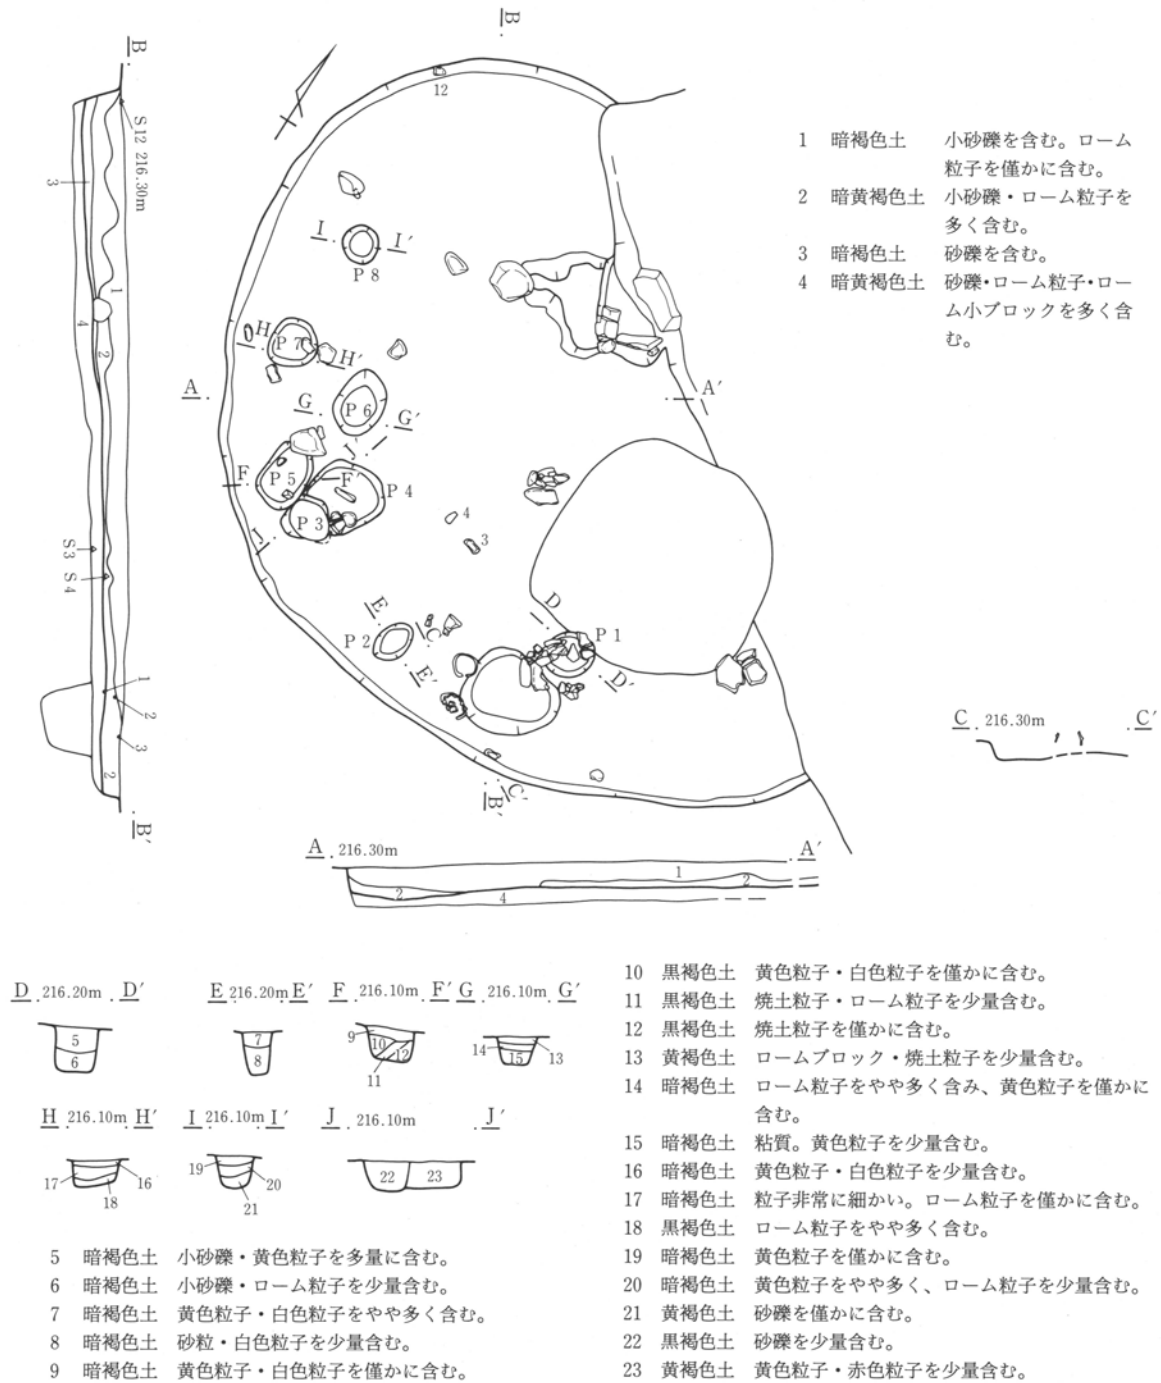 B
B
S12 216.30m
3
1
4
2
S3
S4
1
2
3
2
B′
12
I
I′
P 8
H
P 7
H′
A
A′
G
P 6
G′
J′
F
P 5
F′
P 4
P 3
J
4
3
E
C
D
P 2
P 1
E′
D′
B′
C′
1 暗褐色土 小砂礫を含む。ローム
粒子を僅かに含む。
2 暗黄褐色土 小砂礫・ローム粒子を
多く含む。
3 暗褐色土 砂礫を含む。
4 暗黄褐色土 砂礫・ローム粒子・ロー
ム小ブロックを多く含
む。
C 216.30m C′
A 216.30m A′
1
2
2
4
D 216.20m D′
5
6
E 216.20m E′
7
8
F 216.10m F′
9
10
12
11
G 216.10m G′
14
15
13
H 216.10m H′
17
18
16
I 216.10m I′
19
20
21
J 216.10m J′
22
23
5 暗褐色土 小砂礫・黄色粒子を多量に含む。
6 暗褐色土 小砂礫・ローム粒子を少量含む。
7 暗褐色土 黄色粒子・白色粒子をやや多く含む。
8 暗褐色土 砂粒・白色粒子を少量含む。
9 暗褐色土 黄色粒子・白色粒子を僅かに含む。
10 黒褐色土 黄色粒子・白色粒子を僅かに含む。
11 黒褐色土 焼土粒子・ローム粒子を少量含む。
12 黒褐色土 焼土粒子を僅かに含む。
13 黄褐色土 ロームブロック・焼土粒子を少量含む。
14 暗褐色土 ローム粒子をやや多く含み、黄色粒子を僅かに
含む。
15 暗褐色土 粘質。黄色粒子を少量含む。
16 暗褐色土 黄色粒子・白色粒子を少量含む。
17 暗褐色土 粒子非常に細かい。ローム粒子を僅かに含む。
18 黒褐色土 ローム粒子をやや多く含む。
19 暗褐色土 黄色粒子を僅かに含む。
20 暗褐色土 黄色粒子をやや多く、ローム粒子を少量含む。
21 黄褐色土 砂礫を僅かに含む。
22 黒褐色土 砂礫を少量含む。
23 黄褐色土 黄色粒子・赤色粒子を少量含む。